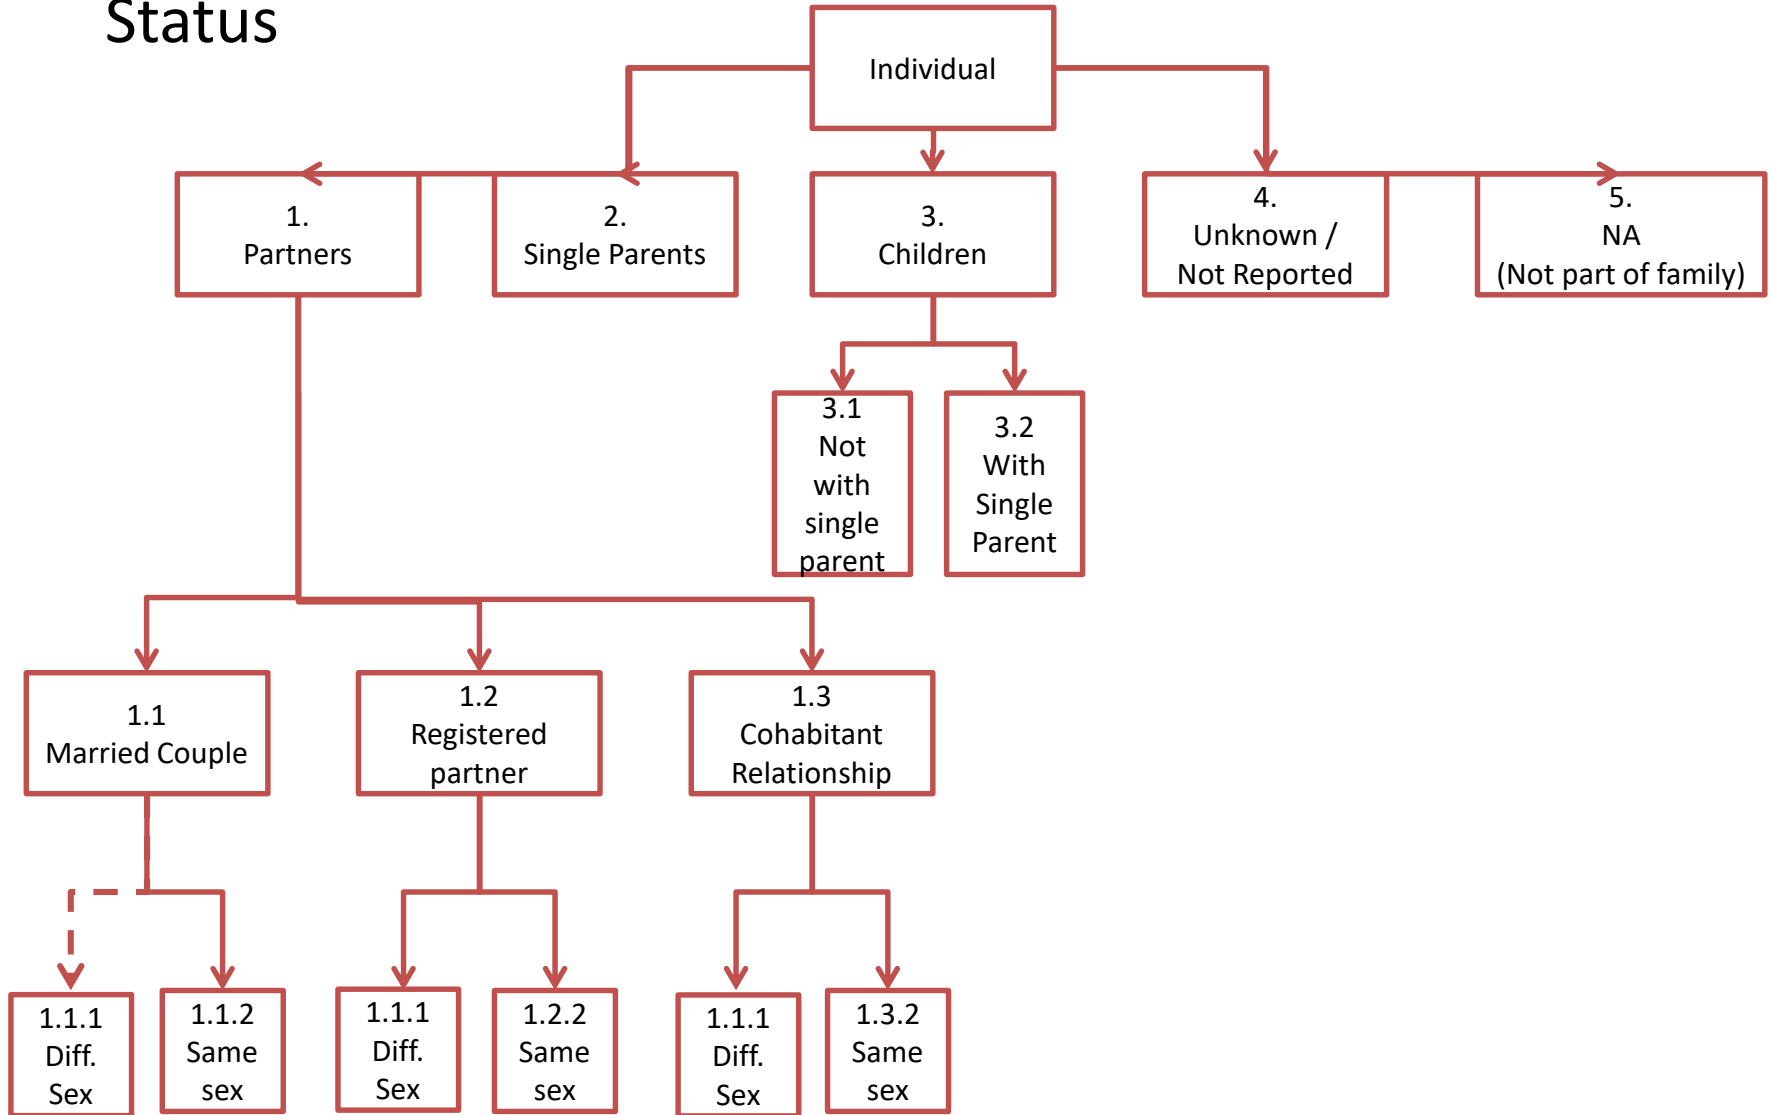 Status
Individual
1.
Partners
2.
Single Parents
3.
Children
4.
Unknown /
Not Reported
5.
NA
(Not part of family)
3.1
Not
with
single
parent
3.2
With
Single
Parent
1.1
Married Couple
1.2
Registered
partner
1.3
Cohabitant
Relationship
1.1.1
Diff.
Sex
1.1.2
Same
sex
1.1.1
Diff.
Sex
1.2.2
Same
sex
1.1.1
Diff.
Sex
1.3.2
Same
sex